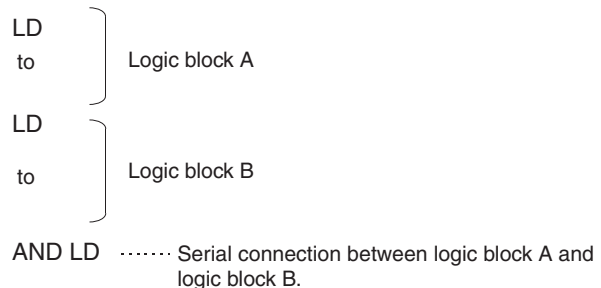 LD
to Logic block A
LD
to Logic block B
AND LD ······· Serial connection between logic block A and
logic block B.